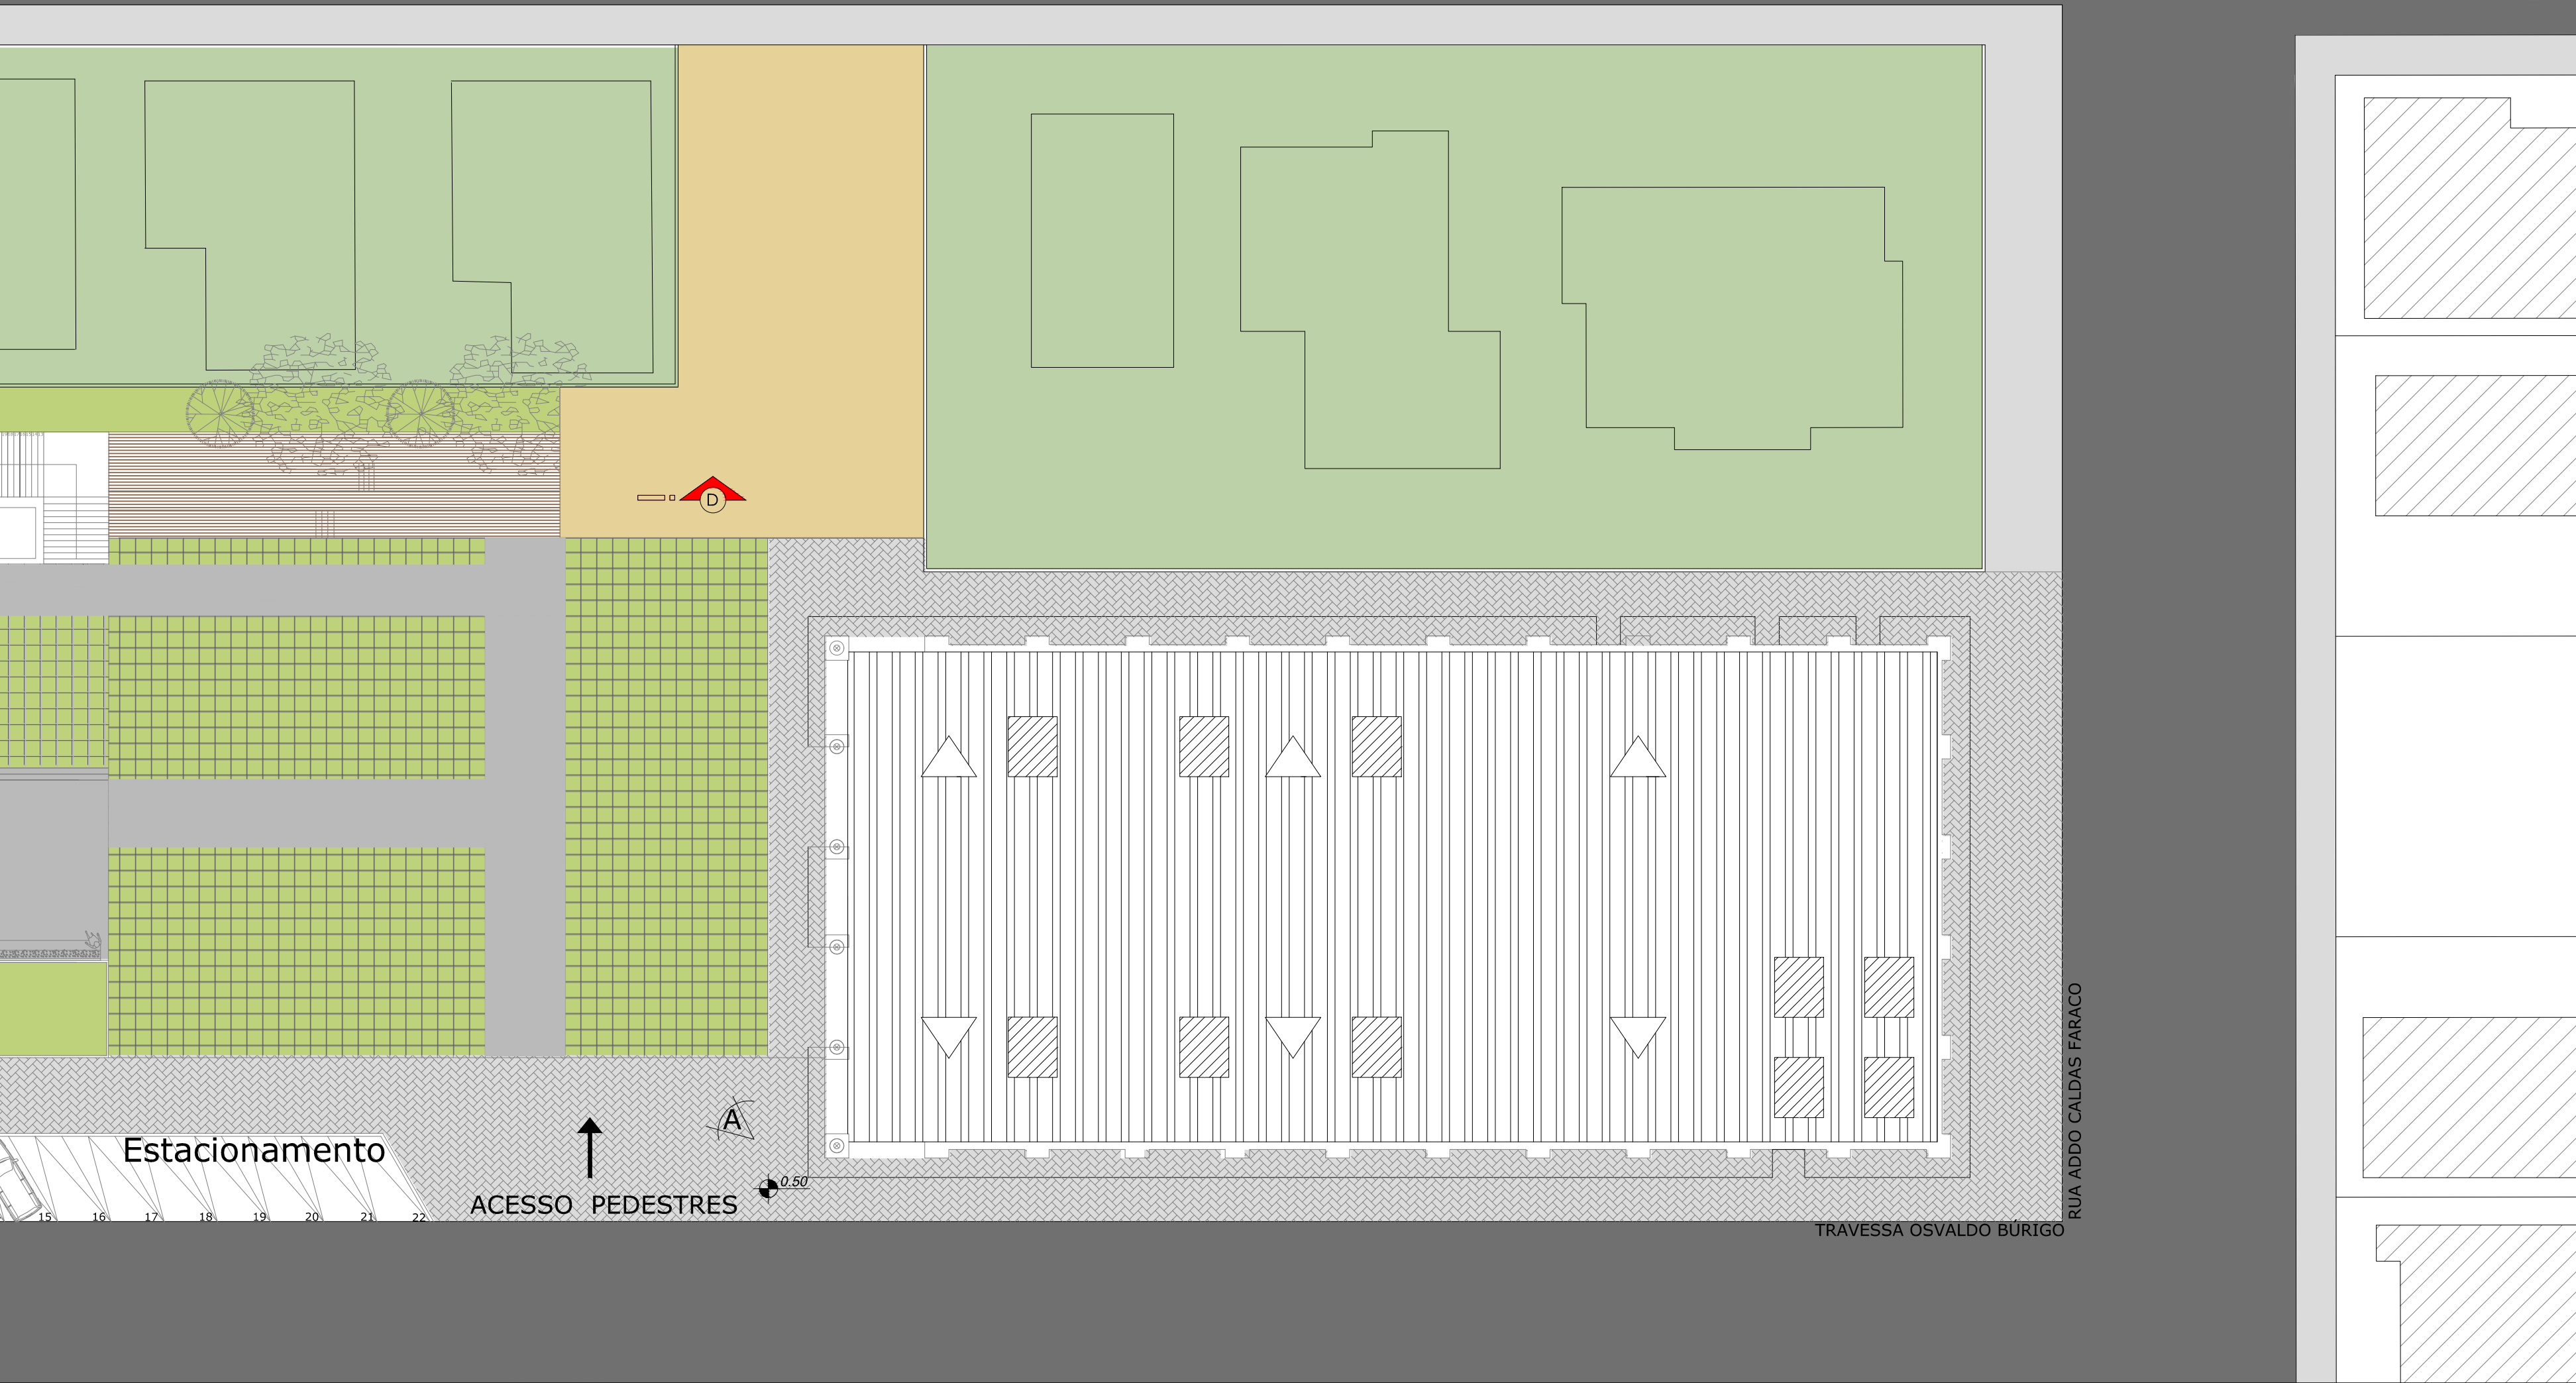 D
A
Estacionamento
0.50
ACESSO PEDESTRES
15 16 17 18 19 20 21 22
RUA ADDO CALDAS FARACO
TRAVESSA OSVALDO BÚRIGO